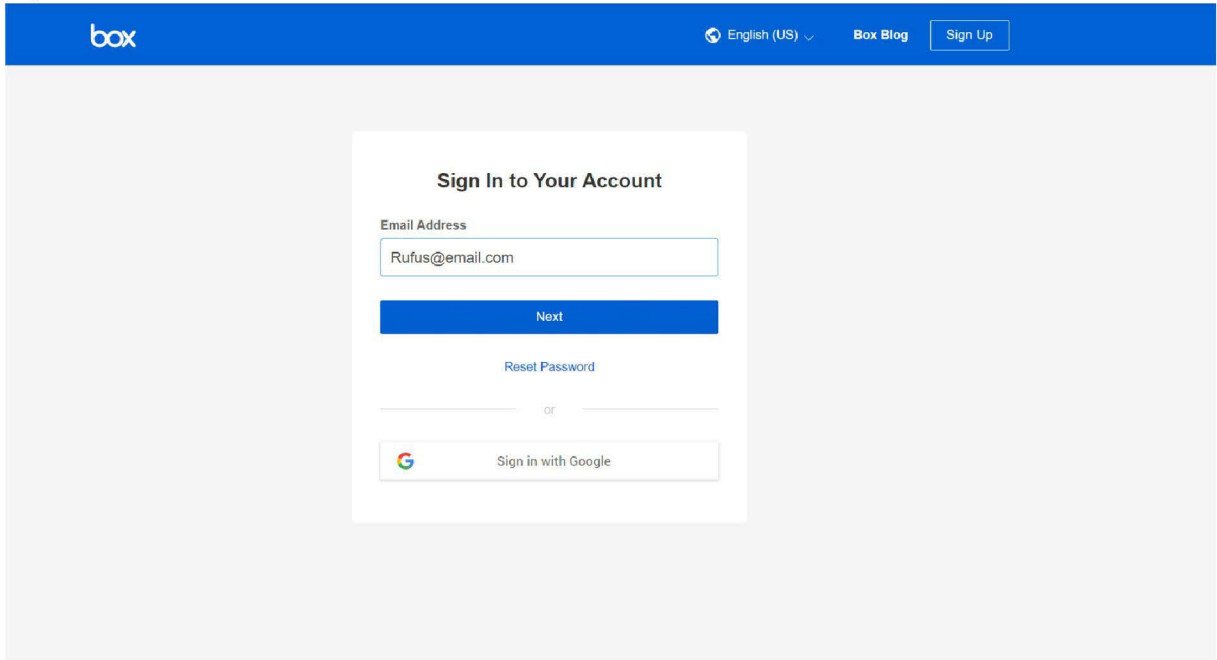 box
English (US)
Box Blog
Sign Up
Sign In to Your Account
Email Address
Rufus@email.com
Next
Reset Password
or
Sign in with Google